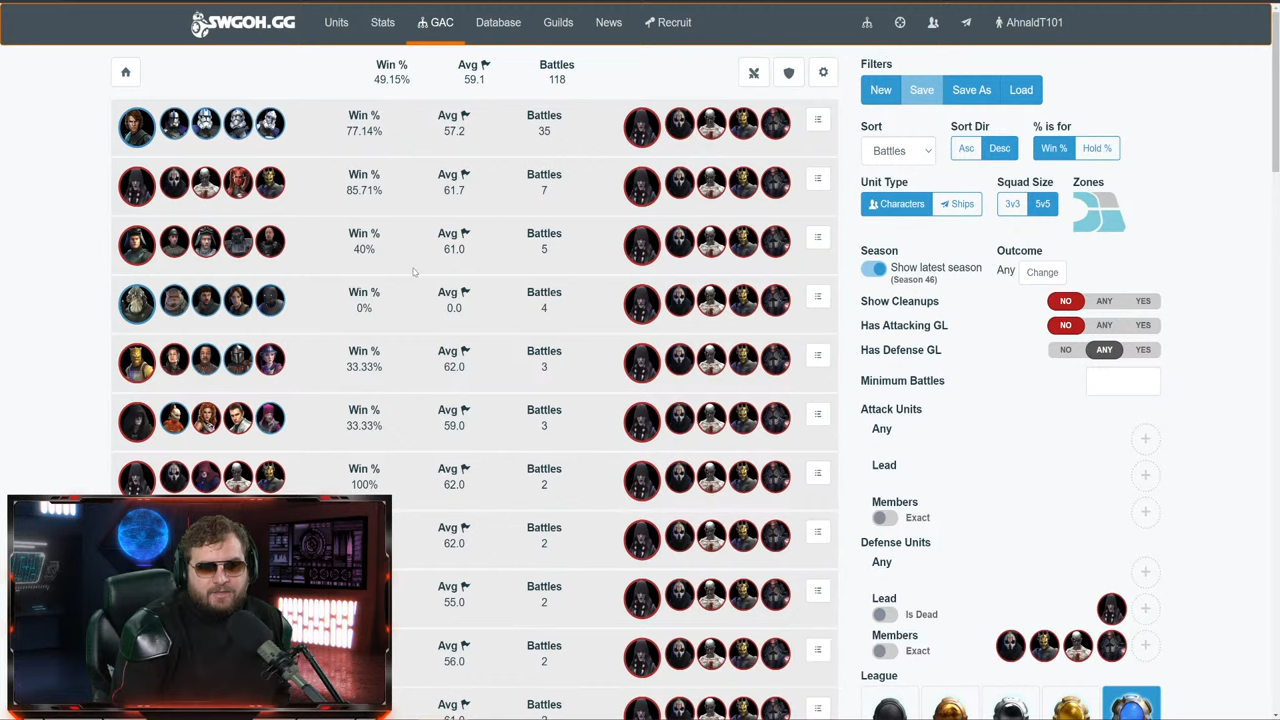 SWGOH.GG Units Stats GAC Database Guilds News Recruit AhnaldT101
Win % Avg Battles
49.15% 59.1 118
Win % Avg Battles
77.14% 57.2 35
Win % Avg Battles
85.71% 61.7 7
Win % Avg Battles
40% 61.0 5
Win % Avg Battles
0% 0.0 4
Win % Avg Battles
33.33% 62.0 3
Win % Avg Battles
33.33% 59.0 3
Win % Avg Battles
100% 62.0 2
Avg Battles
62.0 2
Avg Battles
55.0 2
Avg Battles
56.0 2
Avg Battles
Filters
New Save Save As Load
Sort Sort Dir % is for
Battles Asc Desc Win % Hold %
Unit Type Squad Size Zones
Characters Ships 3v3 5v5
Season Outcome
Show latest season Any Change
(Season 46)
Show Cleanups NO ANY YES
Has Attacking GL NO ANY YES
Has Defense GL NO ANY YES
Minimum Battles
Attack Units
Any
Lead
Members
Exact
Defense Units
Any
Lead
Is Dead
Members
Exact
League